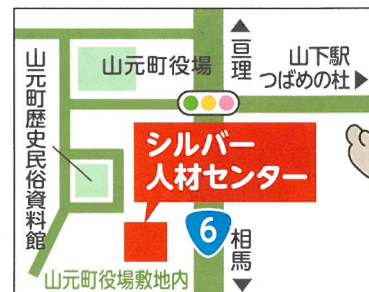 ▲亘理
山元町役場
山下駅
つばめの杜▶
山元町歴史民俗資料館
シルバー
人材センター
6
相馬▼
山元町役場敷地内